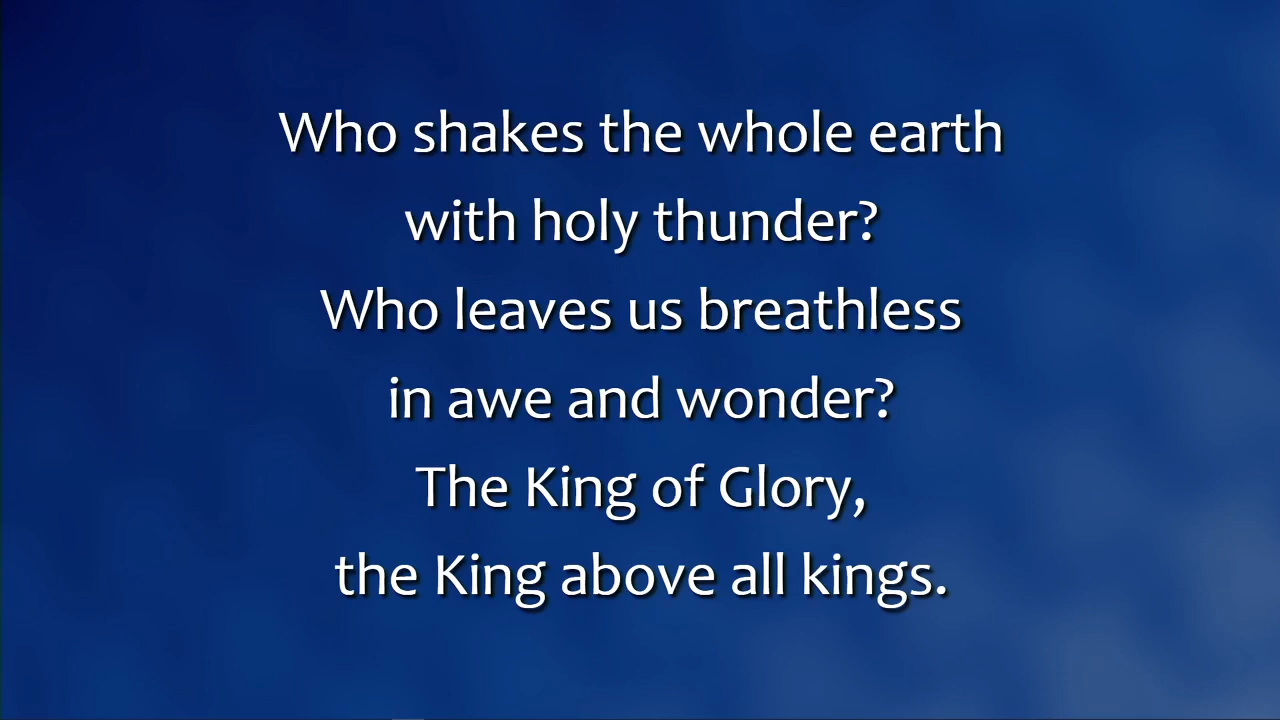 Who shakes the whole earth
with holy thunder?
Who leaves us breathless
in awe and wonder?
The King of Glory,
the King above all kings.